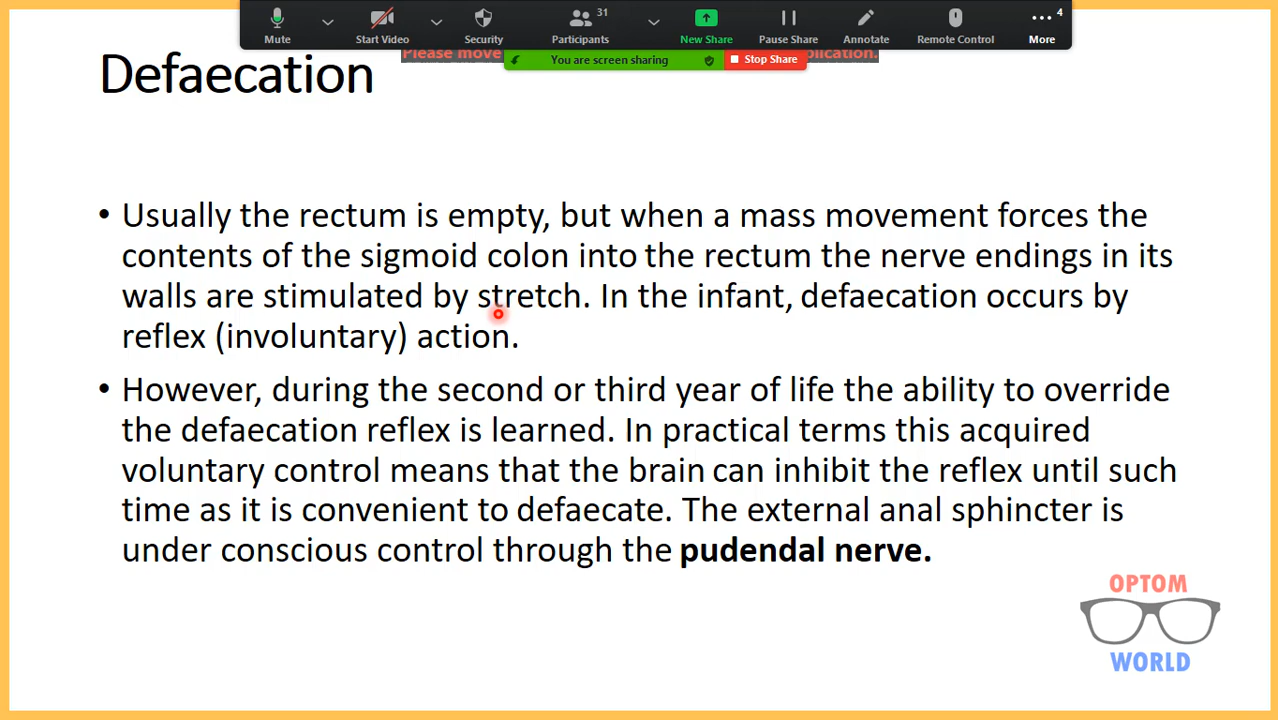 31
4
Mute
Start Video
Security
Participants
New Share
Pause Share
Annotate
Remote Control
More
Please move
plication.
You are screen sharing
Stop Share
Defaecation
• Usually the rectum is empty, but when a mass movement forces the
contents of the sigmoid colon into the rectum the nerve endings in its
walls are stimulated by stretch. In the infant, defaecation occurs by
reflex (involuntary) action.
• However, during the second or third year of life the ability to override
the defaecation reflex is learned. In practical terms this acquired
voluntary control means that the brain can inhibit the reflex until such
time as it is convenient to defaecate. The external anal sphincter is
under conscious control through the pudendal nerve.
OPTOM
WORLD